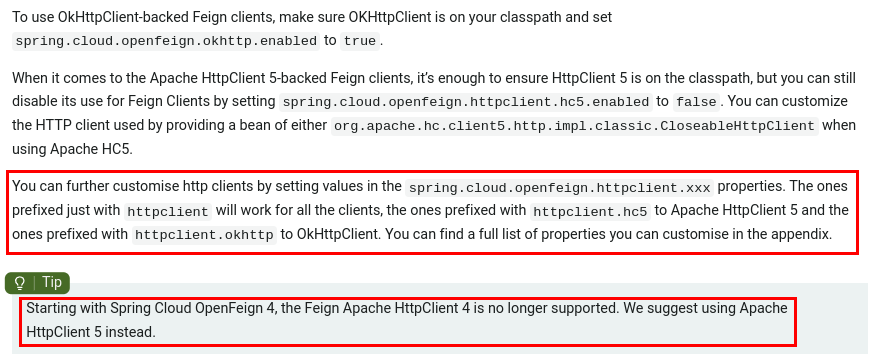 To use OkHttpClient-backed Feign clients, make sure OKHttpClient is on your classpath and set
spring.cloud.openfeign.okhttp.enabled to true.
When it comes to the Apache HttpClient 5-backed Feign clients, it's enough to ensure HttpClient 5 is on the classpath, but you can still
disable its use for Feign Clients by setting spring.cloud.openfeign.httpclient.hc5.enabled to false. You can customize
the HTTP client used by providing a bean of either org.apache.hc.client5.http.impl.classic.CloseableHttpClient when
using Apache HC5.
You can further customise http clients by setting values in the spring.cloud.openfeign.httpclient.xxx properties. The ones
prefixed just with httpclient will work for all the clients, the ones prefixed with httpclient.hc5 to Apache HttpClient 5 and the
ones prefixed with httpclient.okhttp to OkHttpClient. You can find a full list of properties you can customise in the appendix.
Tip
Starting with Spring Cloud OpenFeign 4, the Feign Apache HttpClient 4 is no longer supported. We suggest using Apache
HttpClient 5 instead.